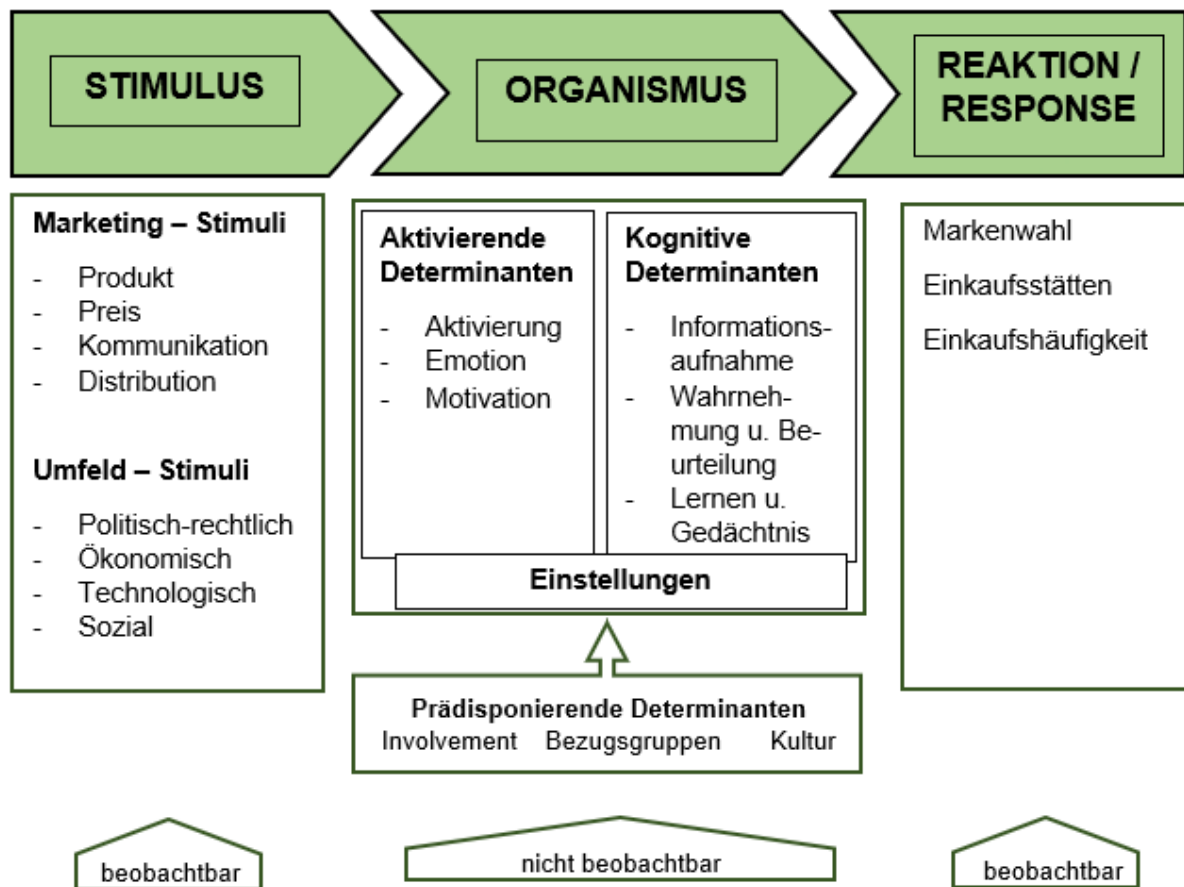 STIMULUS
ORGANISMUS
REAKTION /
RESPONSE
Marketing – Stimuli
- Produkt
- Preis
- Kommunikation
- Distribution
Umfeld – Stimuli
- Politisch-rechtlich
- Ökonomisch
- Technologisch
- Sozial
Aktivierende
Determinanten
- Aktivierung
- Emotion
- Motivation
Kognitive
Determinanten
- Informations-
aufnahme
- Wahrneh-
mung u. Be-
urteilung
- Lernen u.
Gedächtnis
Einstellungen
Prädisponierende Determinanten
Involvement Bezugsgruppen Kultur
Markenwahl
Einkaufsstätten
Einkaufshäufigkeit
beobachtbar
nicht beobachtbar
beobachtbar